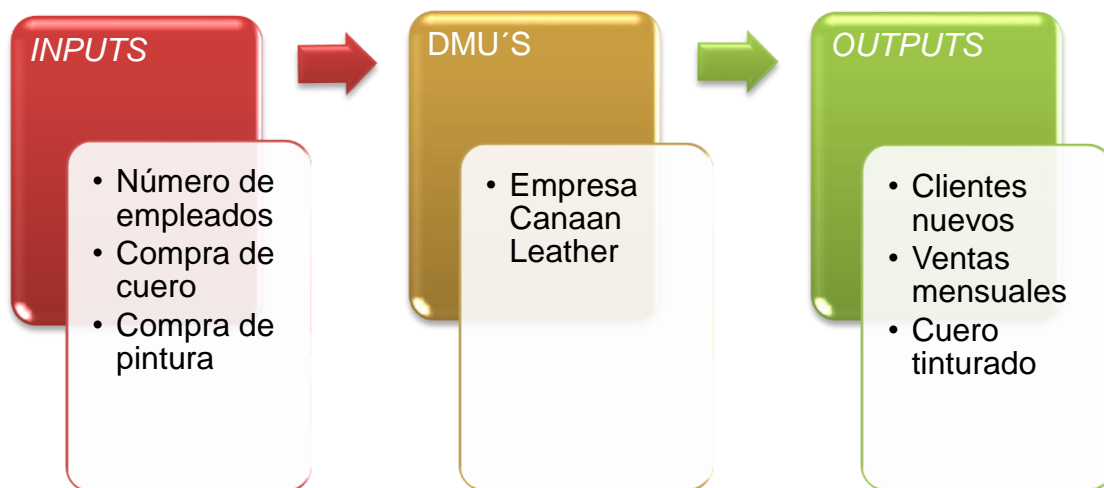 INPUTS
• Número de
empleados
• Compra de
cuero
• Compra de
pintura
DMU´S
• Empresa
Canaan
Leather
OUTPUTS
• Clientes
nuevos
• Ventas
mensuales
• Cuero
tinturado